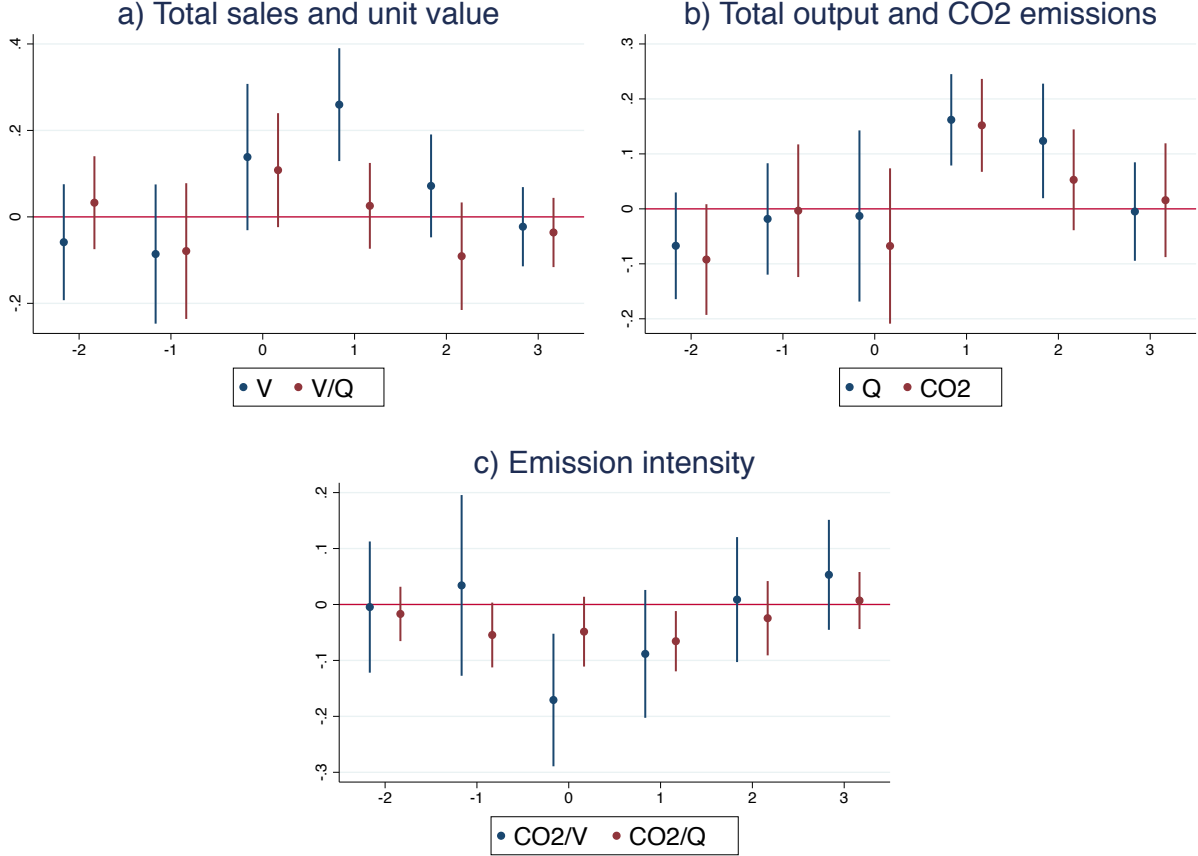 a) Total sales and unit value
.4
.2
0
-.2
-2 -1 0 1 2 3
V V/Q
b) Total output and CO2 emissions
.3
.2
.1
0
-.1
-.2
-2 -1 0 1 2 3
Q CO2
c) Emission intensity
.2
.1
0
-.1
-.2
-.3
-2 -1 0 1 2 3
CO2/V CO2/Q